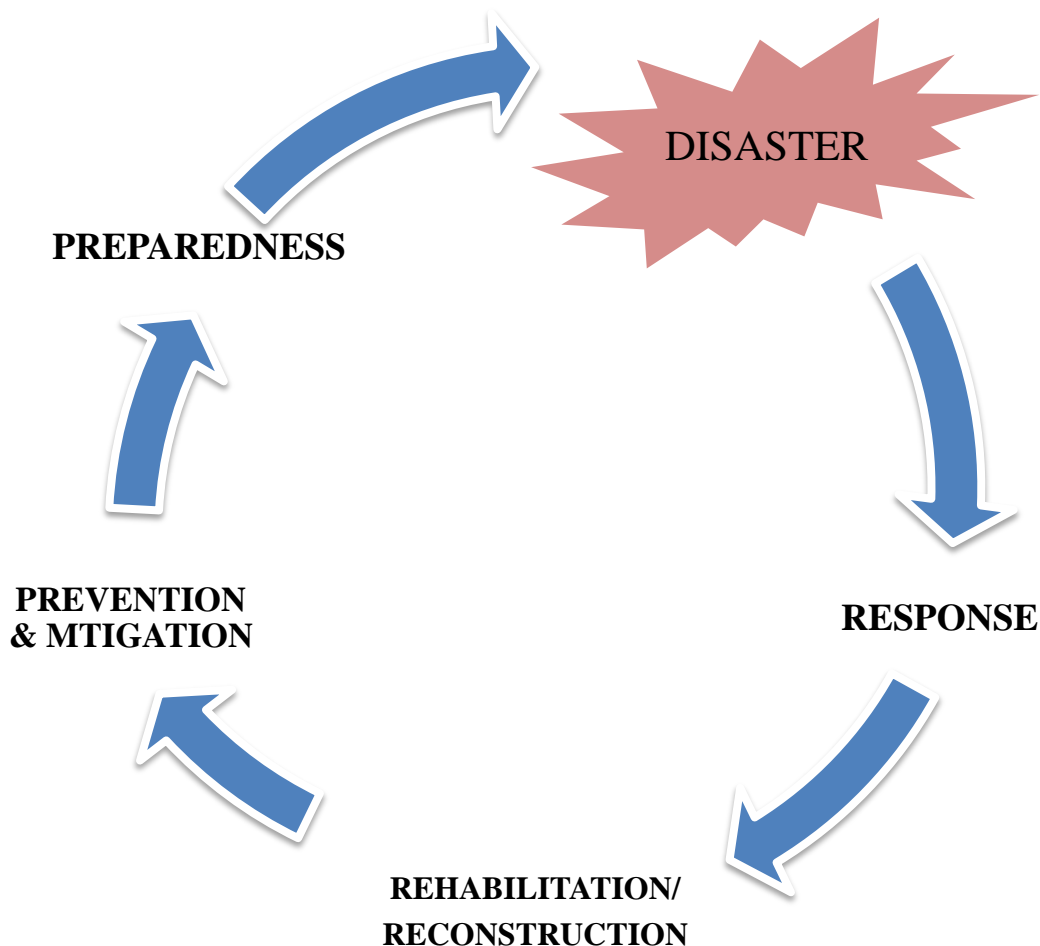 DISASTER
PREPAREDNESS
PREVENTION
& MTIGATION
RESPONSE
REHABILITATION/
RECONSTRUCTION